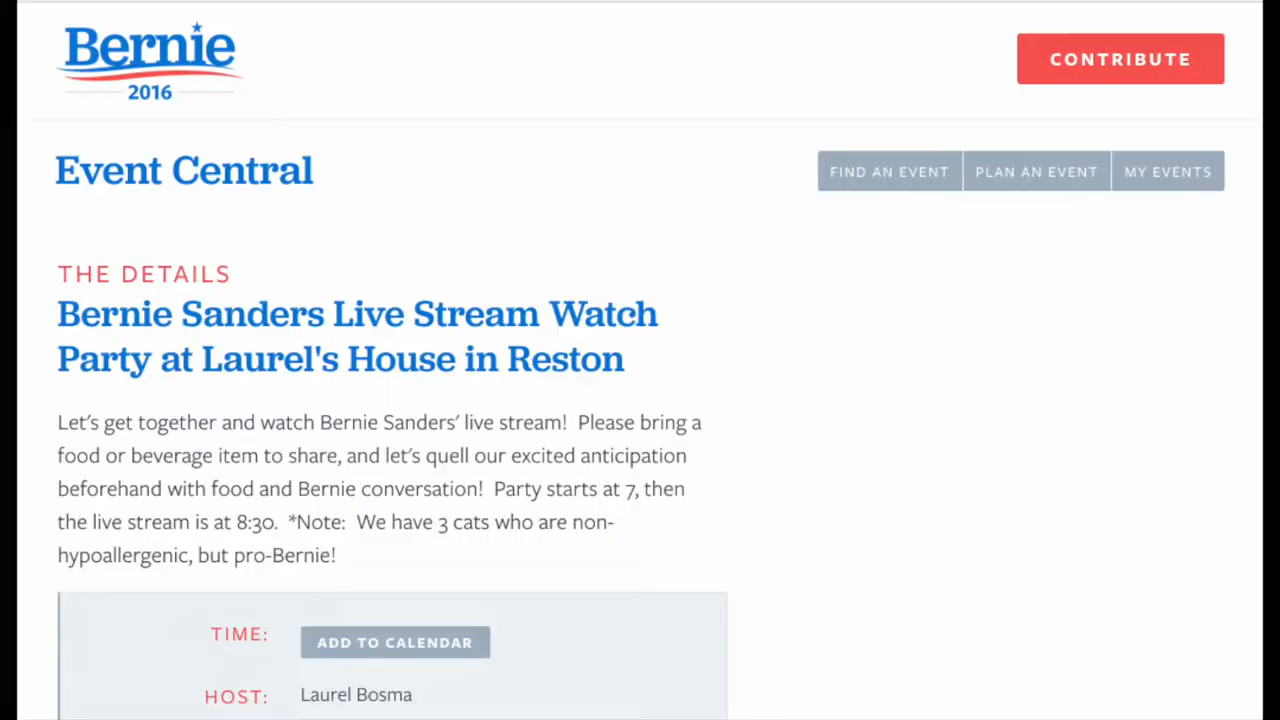 Bernie
2016
CONTRIBUTE
Event Central
FIND AN EVENT
PLAN AN EVENT
MY EVENTS
THE DETAILS
Bernie Sanders Live Stream Watch
Party at Laurel's House in Reston
Let's get together and watch Bernie Sanders' live stream!  Please bring a
food or beverage item to share, and let's quell our excited anticipation
beforehand with food and Bernie conversation!  Party starts at 7, then
the live stream is at 8:30.  *Note:  We have 3 cats who are non-
hypoallergenic, but pro-Bernie!
TIME:
ADD TO CALENDAR
HOST:
Laurel Bosma